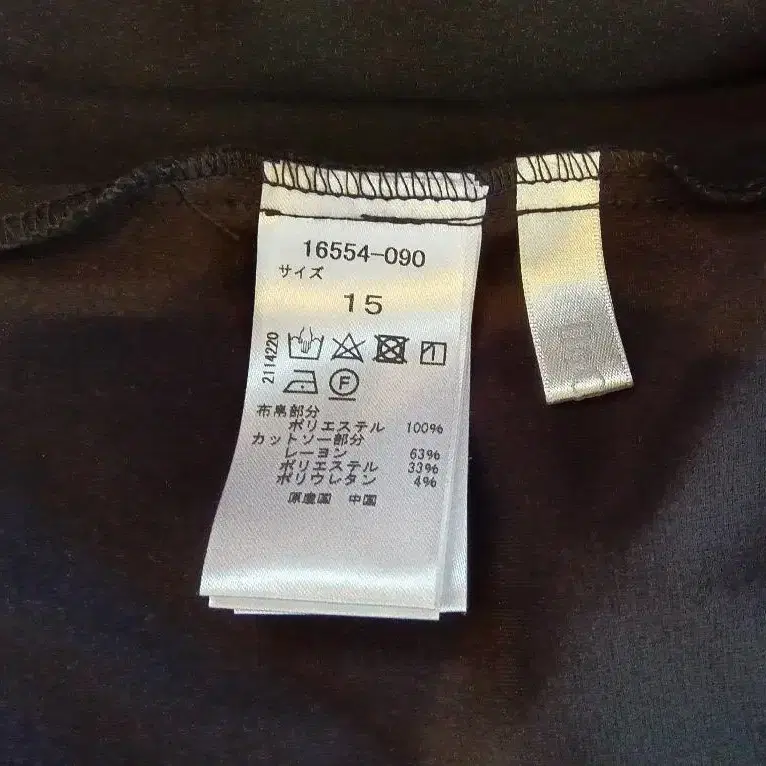 16554-090
サイズ
15
2114220
F
布帛部分
ポリエステル 100%
カットソー部分
レーヨン 63%
ポリエステル 33%
ポリウレタン 4%
原産国 中国